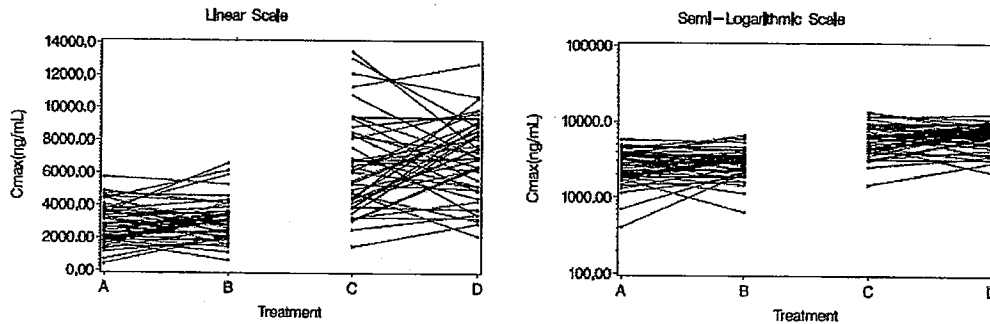 Linear Scale
14000,0
12000,0
10000,0
8000,00
6000,00
4000,00
2000,00
0,00
Cmax(ng/mL)
A B C D
Treatment
Semi-Logarithmic Scale
100000
10000,0
1000,00
100,00
Cmax(ng/mL)
A B C D
Treatment